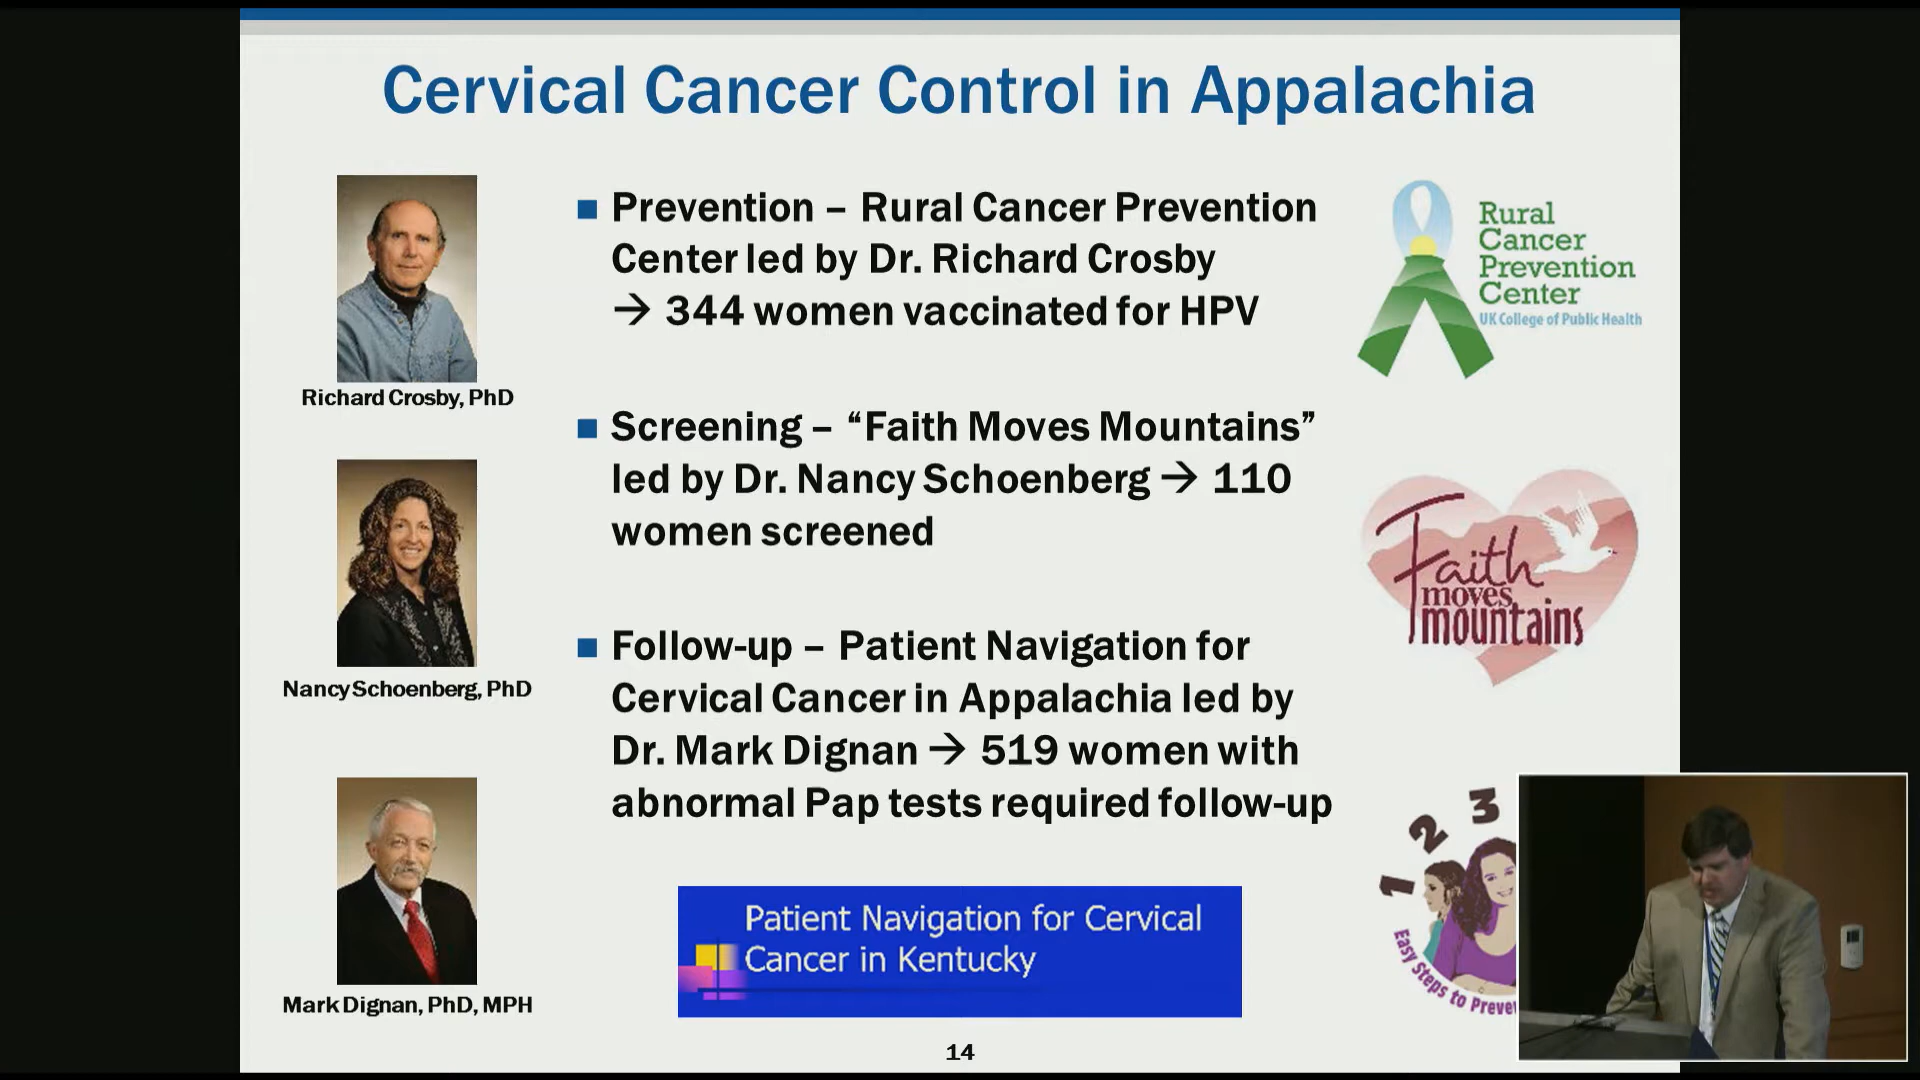 Cervical Cancer Control in Appalachia
Richard Crosby, PhD
Nancy Schoenberg, PhD
Mark Dignan, PhD, MPH
■ Prevention – Rural Cancer Prevention
Center led by Dr. Richard Crosby
→ 344 women vaccinated for HPV
■ Screening – “Faith Moves Mountains”
led by Dr. Nancy Schoenberg → 110
women screened
■ Follow-up – Patient Navigation for
Cervical Cancer in Appalachia led by
Dr. Mark Dignan → 519 women with
abnormal Pap tests required follow-up
Patient Navigation for Cervical
Cancer in Kentucky
Rural
Cancer
Prevention
Center
UK College of Public Health
Faith
moves
mountains
1 2 3
Easy Steps to
14